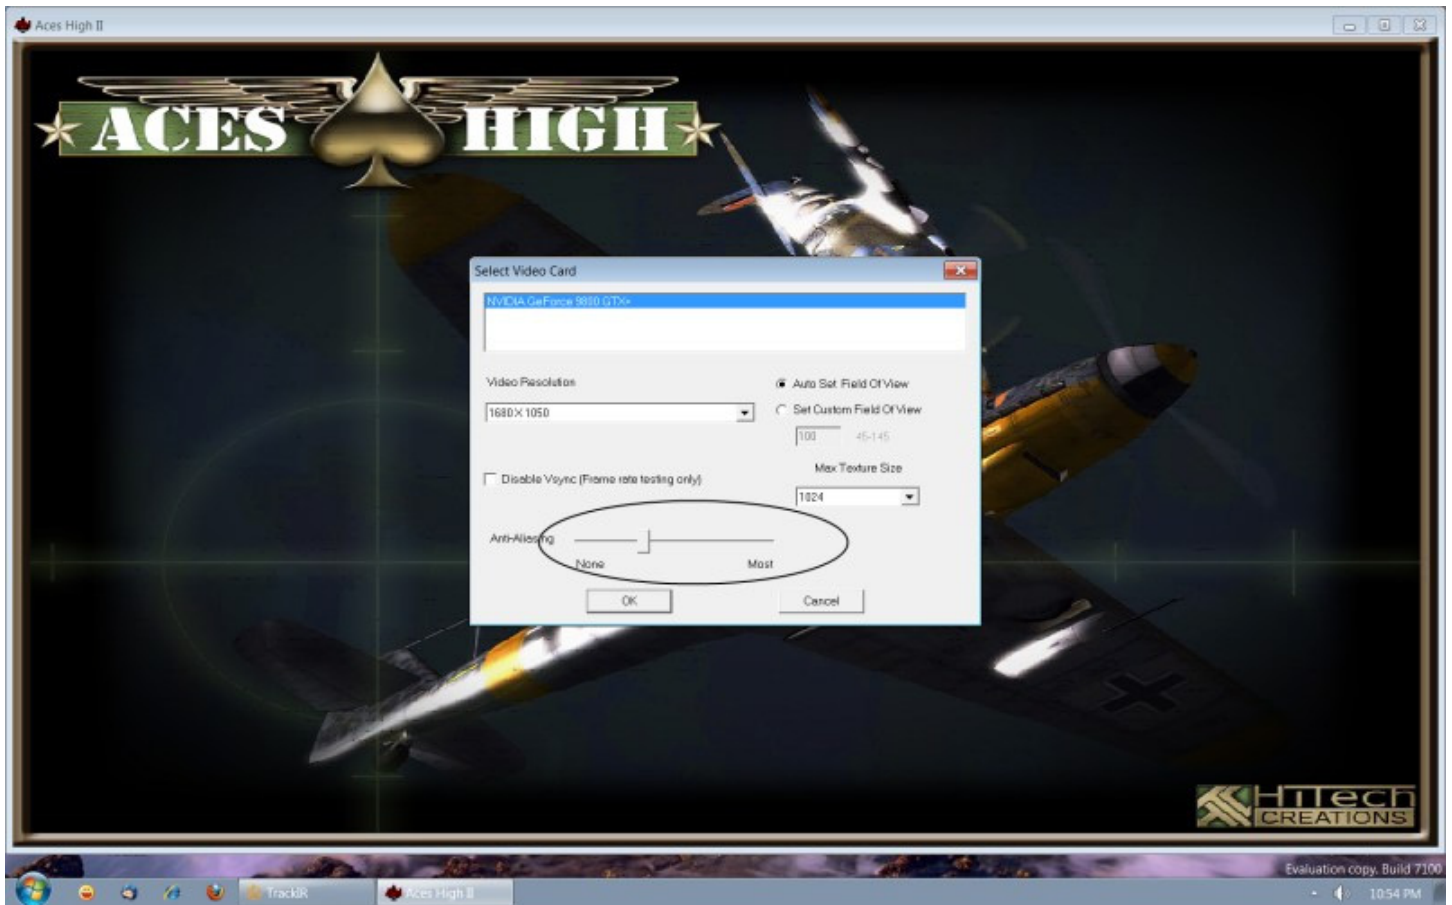 Aces High II
ACES HIGH
Select Video Card
NVIDIA GeForce 9800 GTX+
Video Resolution
Auto Set Field Of View
1680 X 1050
Set Custom Field Of View
100 45-145
Max Texture Size
Disable Vsync (Frame rate testing only)
1024
Anti-Aliasing
None Most
OK Cancel
HiTech
CREATIONS
Evaluation copy. Build 7100
TrackIR Aces High II 10:54 PM